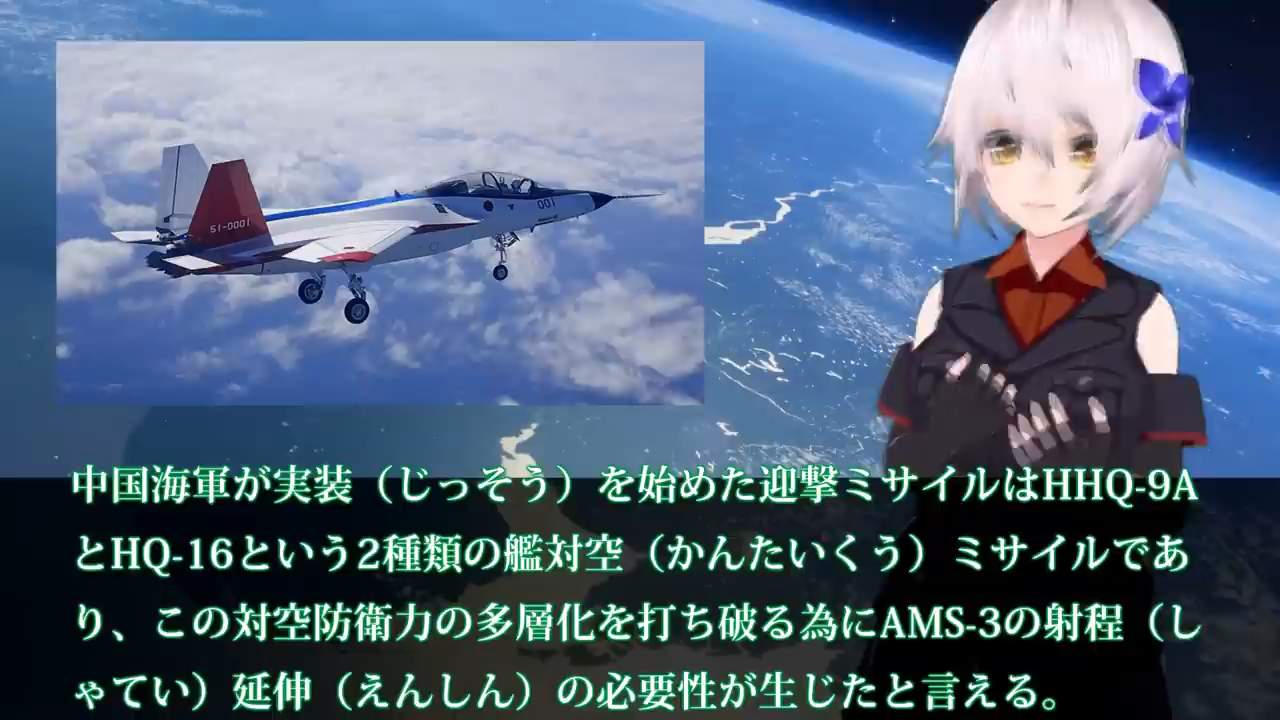 51-0001
001
中国海軍が実装（じっそう）を始めた迎撃ミサイルはHHQ-9A
とHQ-16という2種類の艦対空（かんたいくう）ミサイルであ
り、この対空防衛力の多層化を打ち破る為にAMS-3の射程（し
ゃてい）延伸（えんしん）の必要性が生じたと言える。